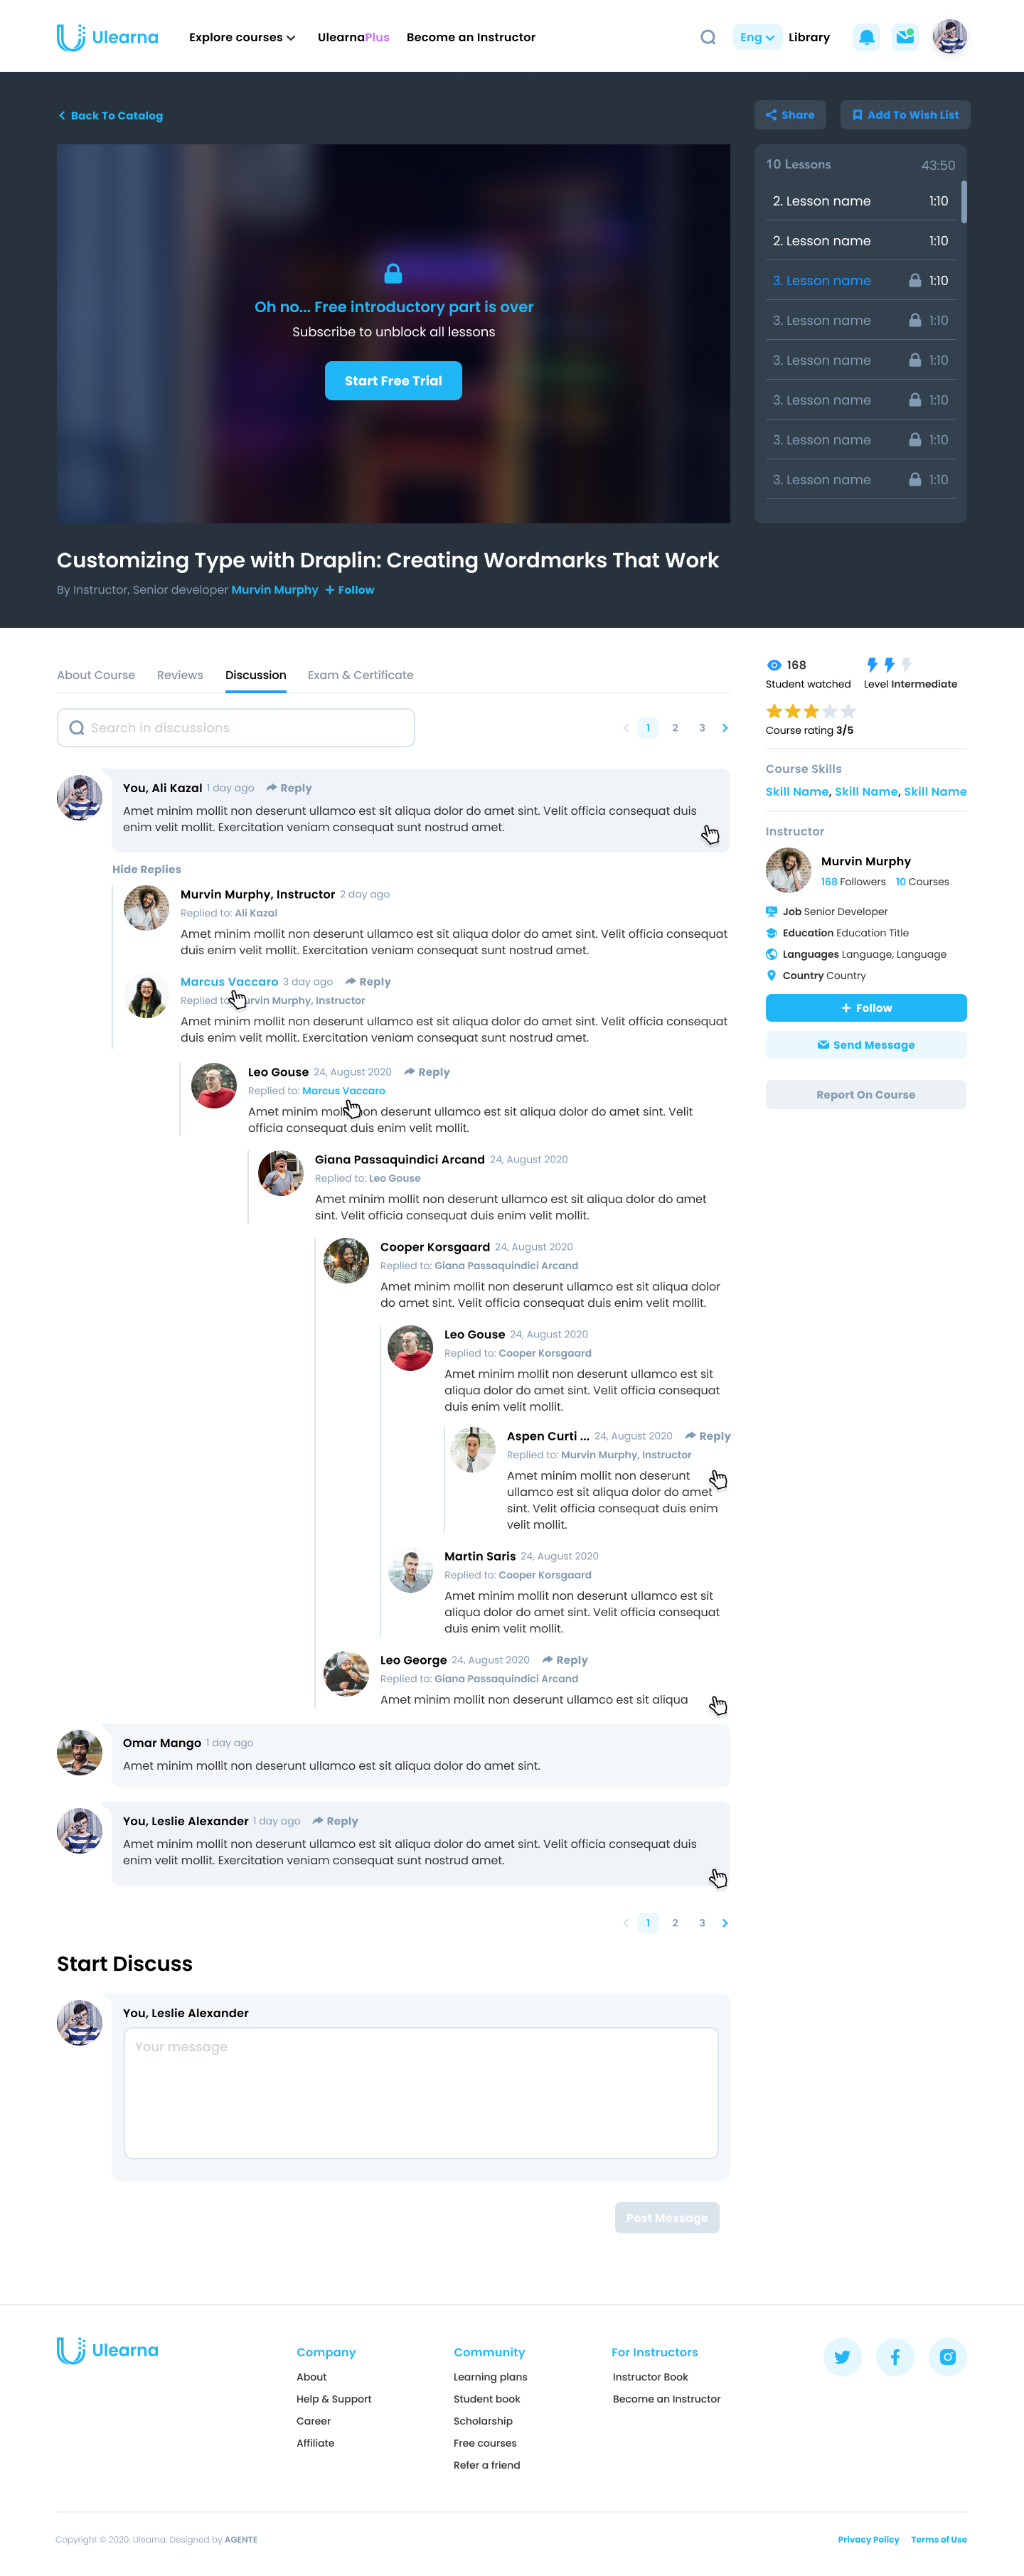 Ulearna
Explore courses
UlearnaPlus
Become an Instructor
Eng
Library
Back To Catalog
Share
Add To Wish List
Oh no... Free introductory part is over
Subscribe to unblock all lessons
Start Free Trial
10 Lessons 43:50
2. Lesson name 1:10
2. Lesson name 1:10
3. Lesson name 1:10
3. Lesson name 1:10
3. Lesson name 1:10
3. Lesson name 1:10
3. Lesson name 1:10
3. Lesson name 1:10
Customizing Type with Draplin: Creating Wordmarks That Work
By Instructor, Senior developer Murvin Murphy + Follow
About Course
Reviews
Discussion
Exam & Certificate
Search in discussions
1 2 3
You, Ali Kazal 1 day ago Reply
Amet minim mollit non deserunt ullamco est sit aliqua dolor do amet sint. Velit officia consequat duis
enim velit mollit. Exercitation veniam consequat sunt nostrud amet.
Hide Replies
Murvin Murphy, Instructor 2 day ago
Replied to: Ali Kazal
Amet minim mollit non deserunt ullamco est sit aliqua dolor do amet sint. Velit officia consequat
duis enim velit mollit. Exercitation veniam consequat sunt nostrud amet.
Marcus Vaccaro 3 day ago Reply
Replied to: Murvin Murphy, Instructor
Amet minim mollit non deserunt ullamco est sit aliqua dolor do amet sint. Velit officia consequat
duis enim velit mollit. Exercitation veniam consequat sunt nostrud amet.
Leo Gouse 24, August 2020 Reply
Replied to: Marcus Vaccaro
Amet minim mollit non deserunt ullamco est sit aliqua dolor do amet sint. Velit
officia consequat duis enim velit mollit.
Giana Passaquindici Arcand 24, August 2020
Replied to: Leo Gouse
Amet minim mollit non deserunt ullamco est sit aliqua dolor do amet
sint. Velit officia consequat duis enim velit mollit.
Cooper Korsgaard 24, August 2020
Replied to: Giana Passaquindici Arcand
Amet minim mollit non deserunt ullamco est sit aliqua dolor
do amet sint. Velit officia consequat duis enim velit mollit.
Leo Gouse 24, August 2020
Replied to: Cooper Korsgaard
Amet minim mollit non deserunt ullamco est sit
aliqua dolor do amet sint. Velit officia consequat
duis enim velit mollit.
Aspen Curti ... 24, August 2020 Reply
Replied to: Murvin Murphy, Instructor
Amet minim mollit non deserunt
ullamco est sit aliqua dolor do amet
sint. Velit officia consequat duis enim
velit mollit.
Martin Saris 24, August 2020
Replied to: Cooper Korsgaard
Amet minim mollit non deserunt ullamco est sit
aliqua dolor do amet sint. Velit officia consequat
duis enim velit mollit.
Leo George 24, August 2020 Reply
Replied to: Giana Passaquindici Arcand
Amet minim mollit non deserunt ullamco est sit aliqua
Omar Mango 1 day ago
Amet minim mollit non deserunt ullamco est sit aliqua dolor do amet sint.
You, Leslie Alexander 1 day ago Reply
Amet minim mollit non deserunt ullamco est sit aliqua dolor do amet sint. Velit officia consequat duis
enim velit mollit. Exercitation veniam consequat sunt nostrud amet.
1 2 3
168
Student watched
Level Intermediate
Course rating 3/5
Course Skills
Skill Name, Skill Name, Skill Name
Instructor
Murvin Murphy
168 Followers 10 Courses
Job Senior Developer
Education Education Title
Languages Language, Language
Country Country
+ Follow
Send Message
Report On Course
Start Discuss
You, Leslie Alexander
Your message
Post Message
Ulearna
Company
About
Help & Support
Career
Affiliate
Community
Learning plans
Student book
Scholarship
Free courses
Refer a friend
For Instructors
Instructor Book
Become an Instructor
Copyright © 2020. Ulearna. Designed by AGENTE
Privacy Policy
Terms of Use